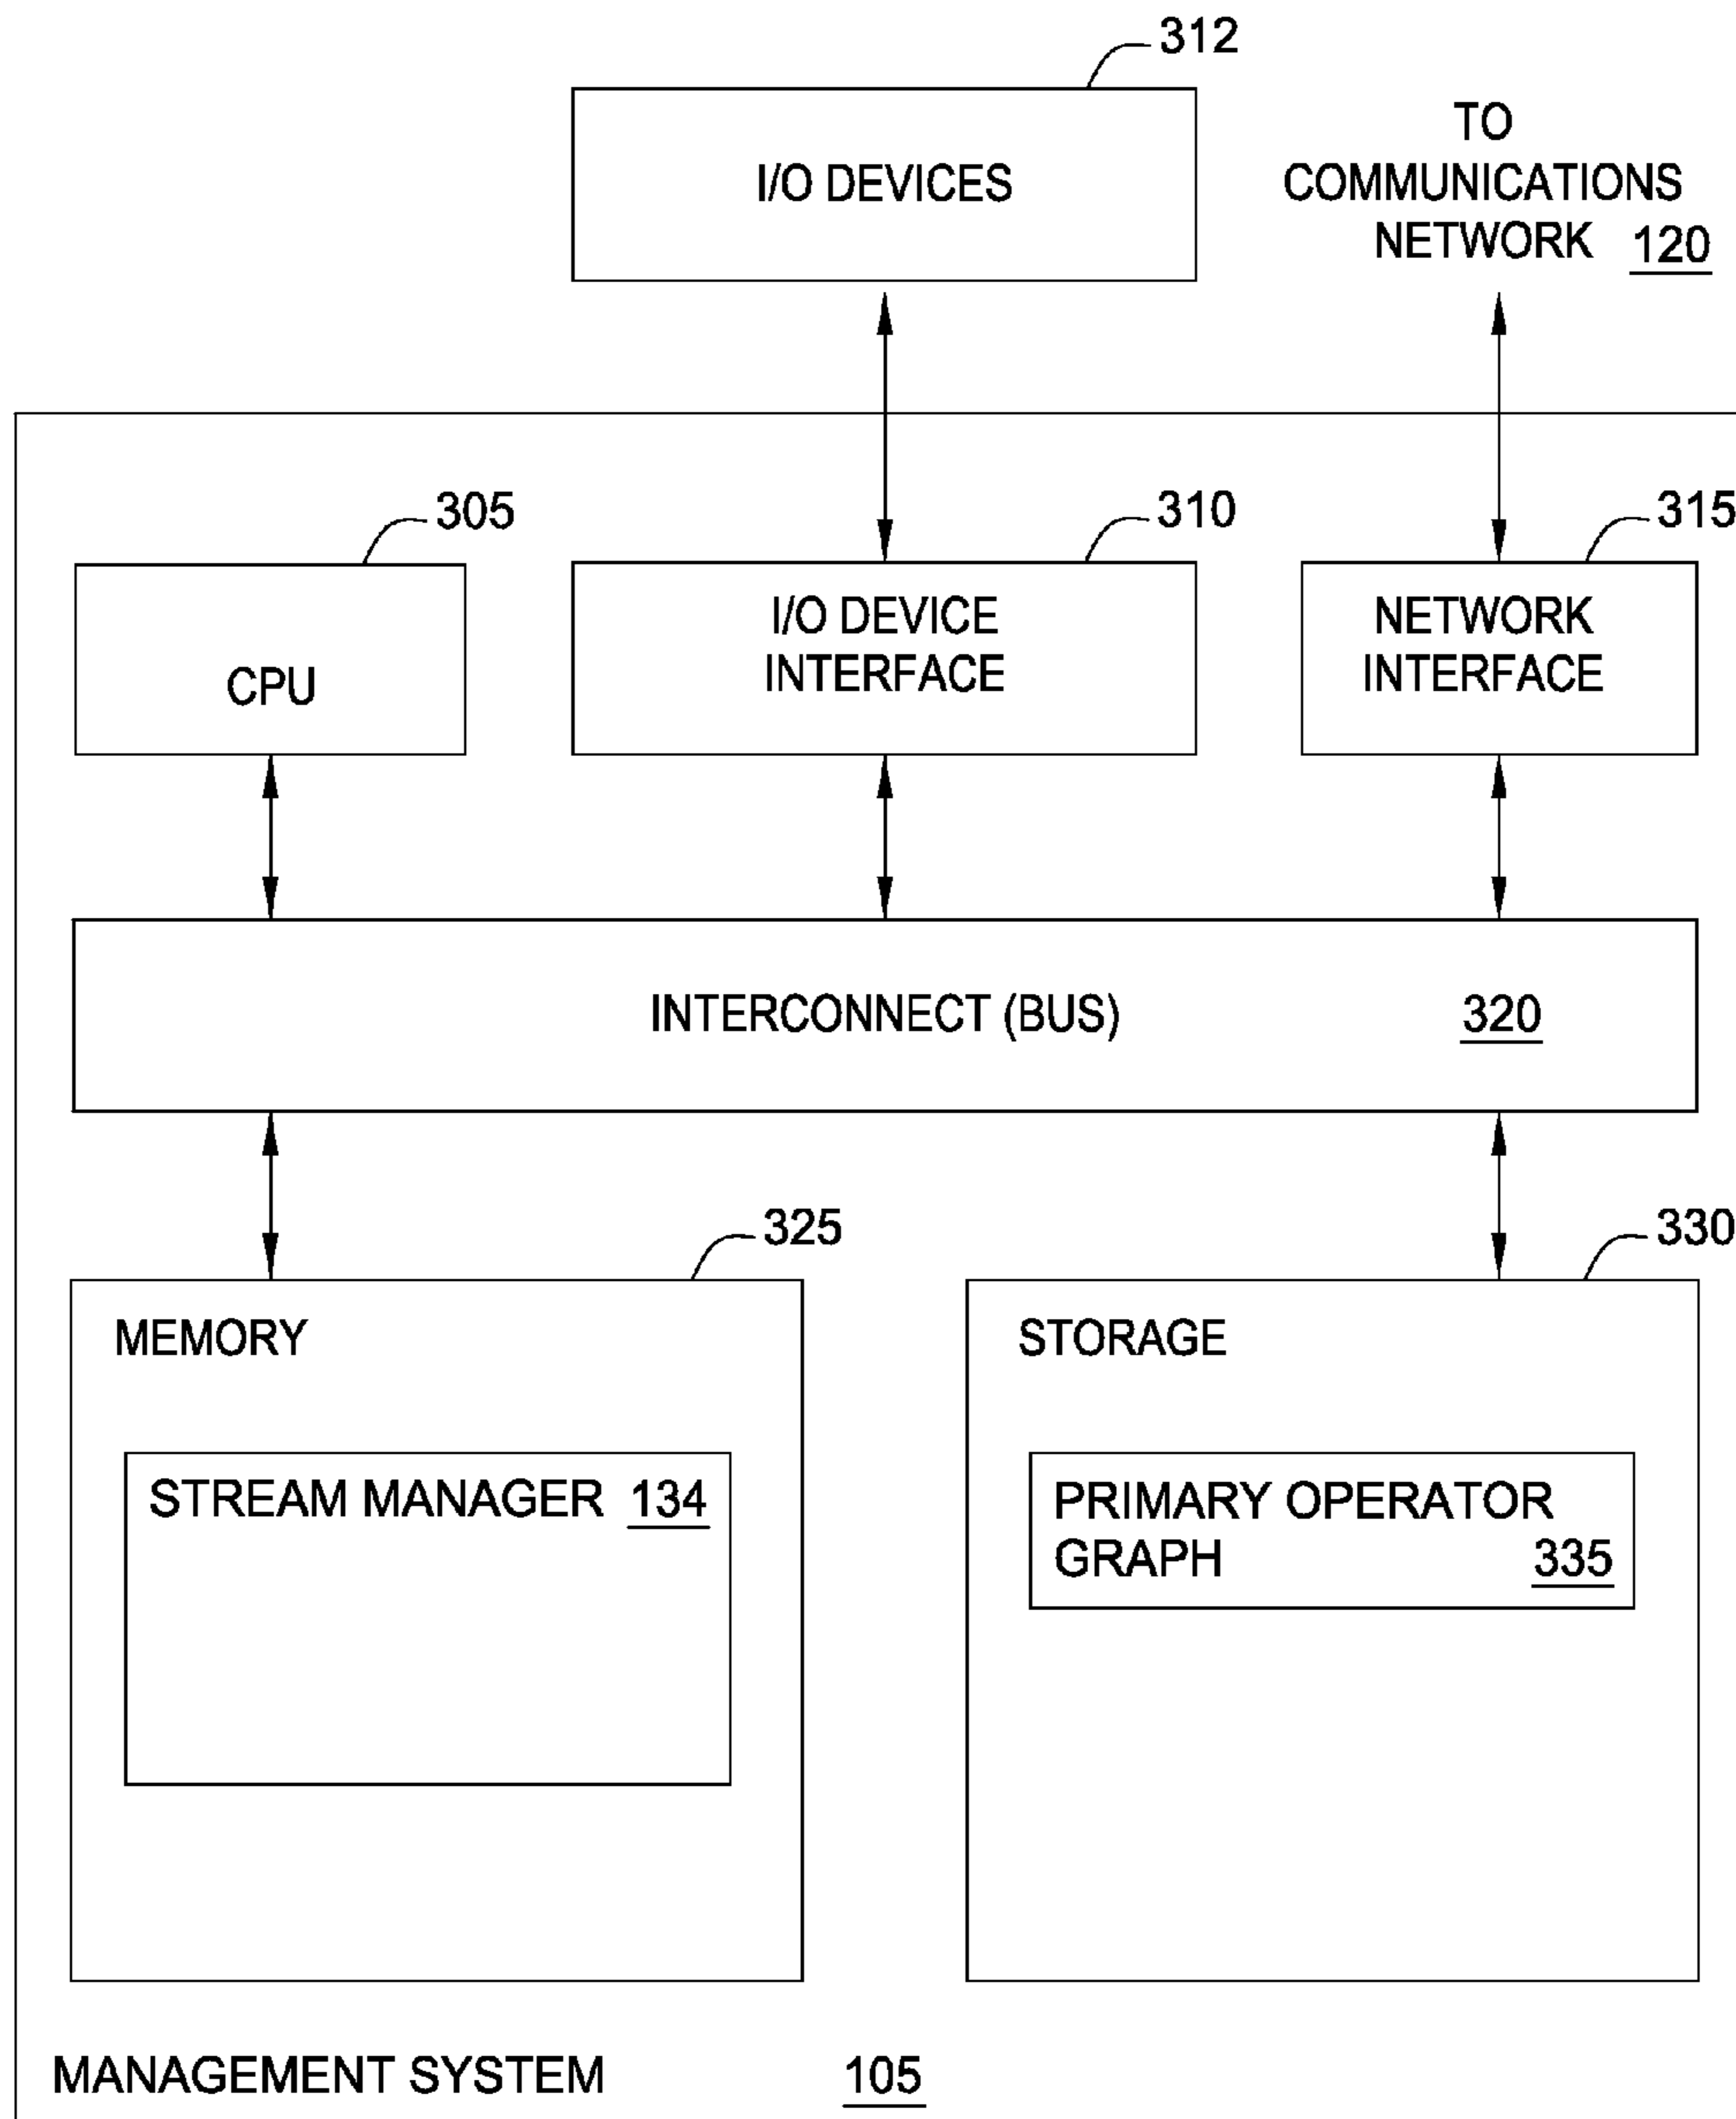 312
I/O DEVICES
TO
COMMUNICATIONS
NETWORK 120
305
310
315
CPU
I/O DEVICE
INTERFACE
NETWORK
INTERFACE
INTERCONNECT (BUS) 320
325
330
MEMORY
STORAGE
STREAM MANAGER 134
PRIMARY OPERATOR
GRAPH 335
MANAGEMENT SYSTEM 105